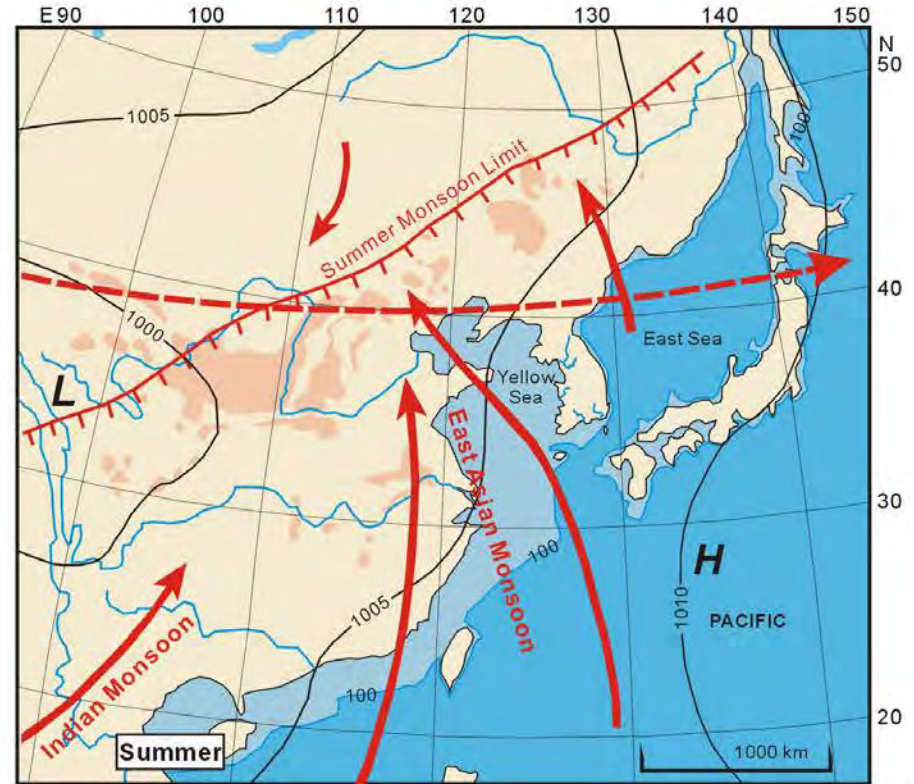 E 90 100 110 120 130 140 150
N
50
1005
100
Summer Monsoon Limit
40
1000
East Sea
L
Yellow
Sea
East Asian Monsoon
30
100
H
1005
1010
PACIFIC
Indian Monsoon
100
20
Summer
1000 km